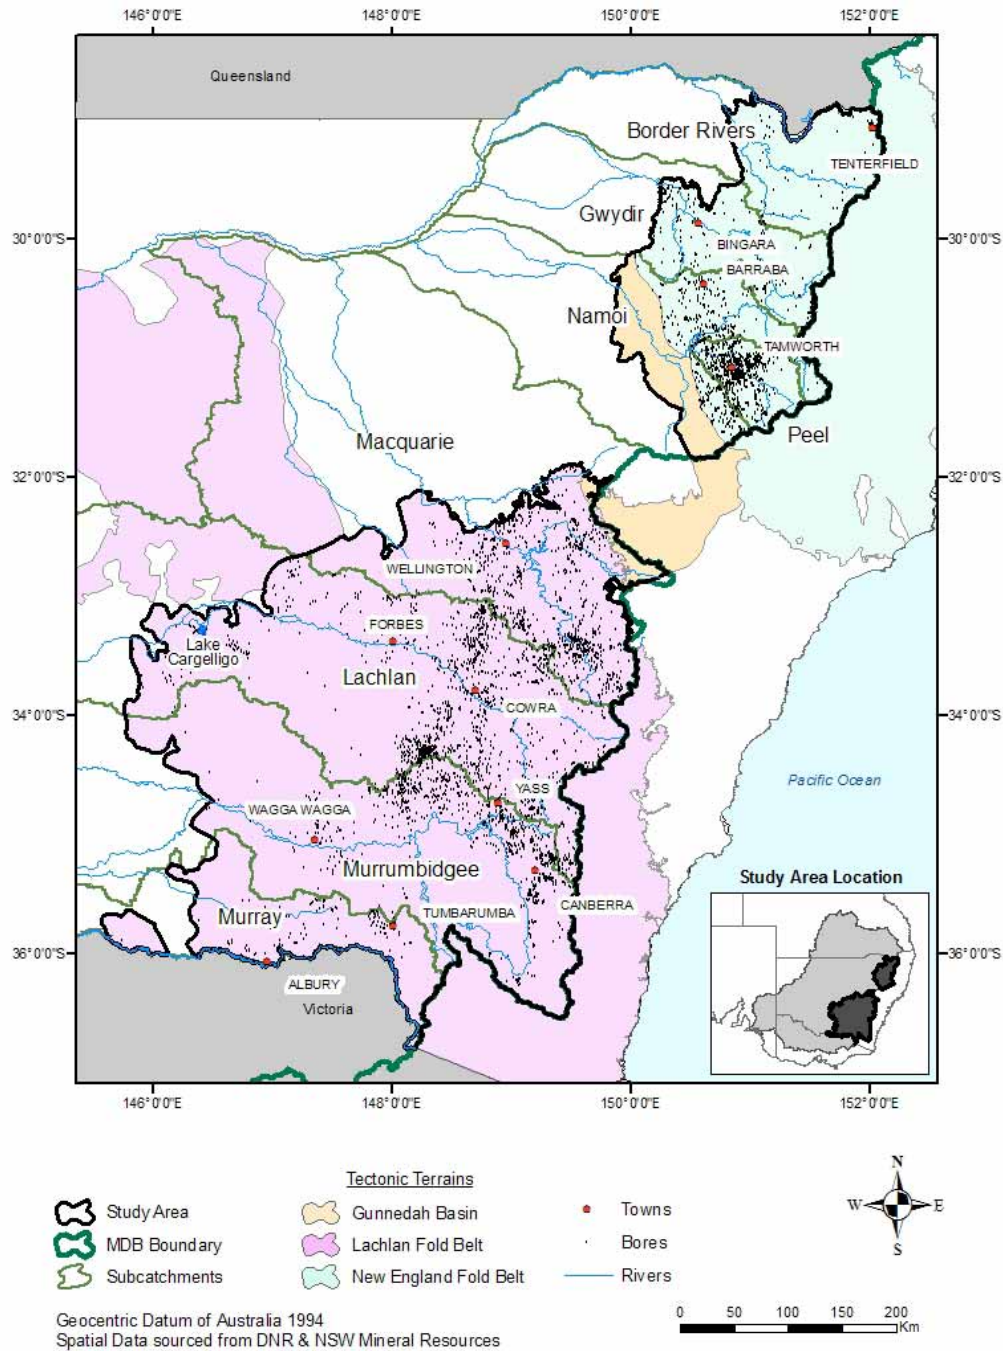 146°0'0"E 148°0'0"E 150°0'0"E 152°0'0"E
Queensland
Border Rivers
TENTERFIELD
Gwydir
30°0'0"S
30°0'0"S
BINGARA
BARRABA
Namoi
TAMWORTH
Peel
Macquarie
32°0'0"S
32°0'0"S
WELLINGTON
FORBES
Lake
Cargelligo
Lachlan
COWRA
34°0'0"S
34°0'0"S
Pacific Ocean
YASS
WAGGA WAGGA
Murrumbidgee
Study Area Location
CANBERRA
TUMBARUMBA
Murray
36°0'0"S
36°0'0"S
ALBURY
Victoria
146°0'0"E 148°0'0"E 150°0'0"E 152°0'0"E
Tectonic Terrains
Study Area
MDB Boundary
Subcatchments
Gunnedah Basin
Lachlan Fold Belt
New England Fold Belt
Towns
Bores
Rivers
N
W E
S
0 50 100 150 200
Km
Geocentric Datum of Australia 1994
Spatial Data sourced from DNR & NSW Mineral Resources